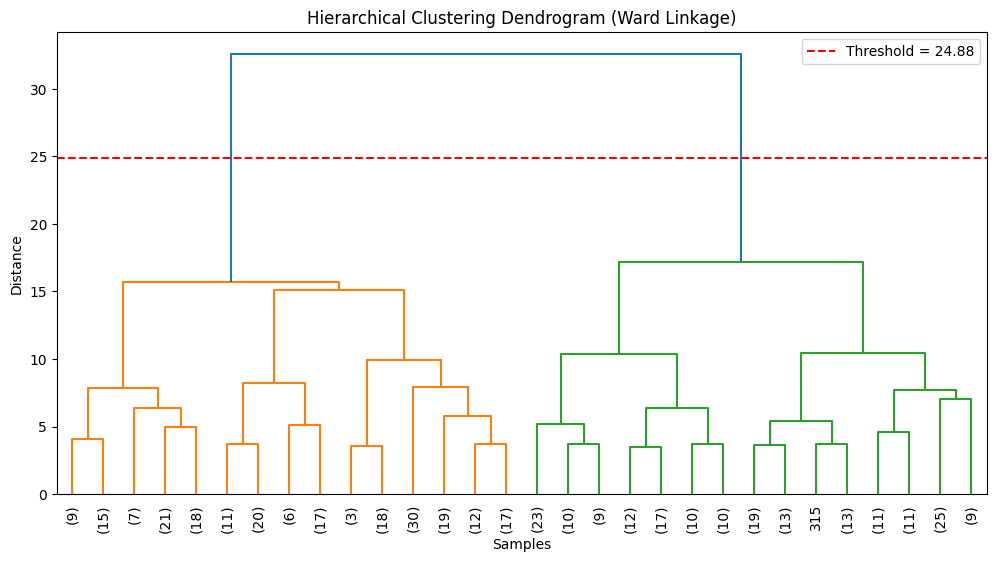 Hierarchical Clustering Dendrogram (Ward Linkage)
Threshold = 24.88
Distance
30
25
20
15
10
5
0
(9) (15) (7) (21) (18) (11) (20) (6) (17) (3) (18) (30) (19) (12) (17) (23) (10) (9) (12) (17) (10) (10) (19) (13) 315 (13) (11) (11) (25) (9)
Samples